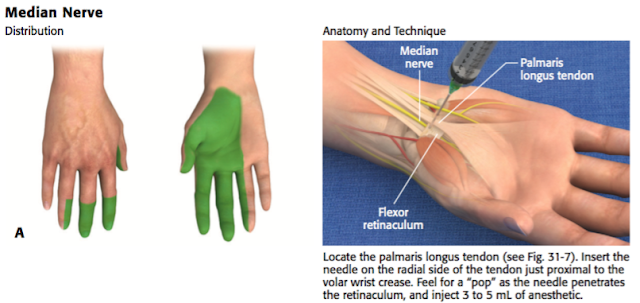 Median Nerve
Distribution
A
Anatomy and Technique
Median
nerve
Palmaris
longus tendon
Flexor
retinaculum
Locate the palmaris longus tendon (see Fig. 31-7). Insert the
needle on the radial side of the tendon just proximal to the
volar wrist crease. Feel for a “pop” as the needle penetrates
the retinaculum, and inject 3 to 5 mL of anesthetic.